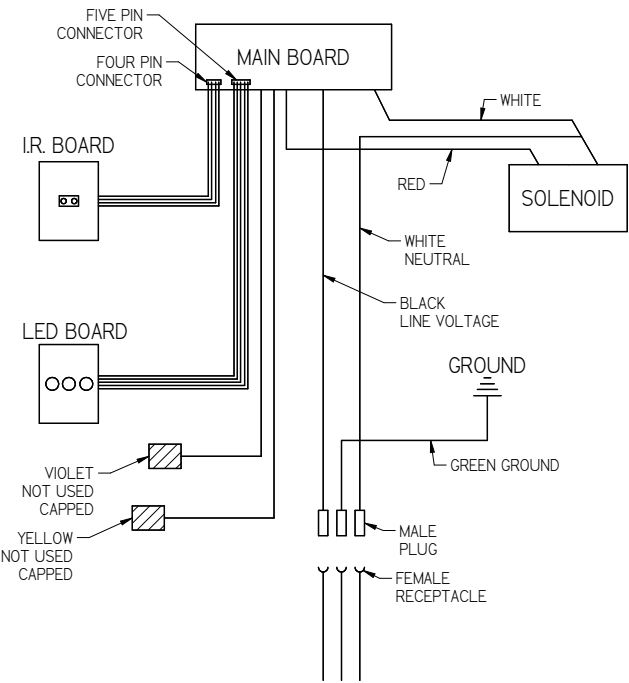 FIVE PIN
CONNECTOR
MAIN BOARD
FOUR PIN
CONNECTOR
WHITE
I.R. BOARD
RED
SOLENOID
WHITE
NEUTRAL
BLACK
LINE VOLTAGE
LED BOARD
GROUND
GREEN GROUND
VIOLET
NOT USED
CAPPED
YELLOW
NOT USED
CAPPED
MALE
PLUG
FEMALE
RECEPTACLE